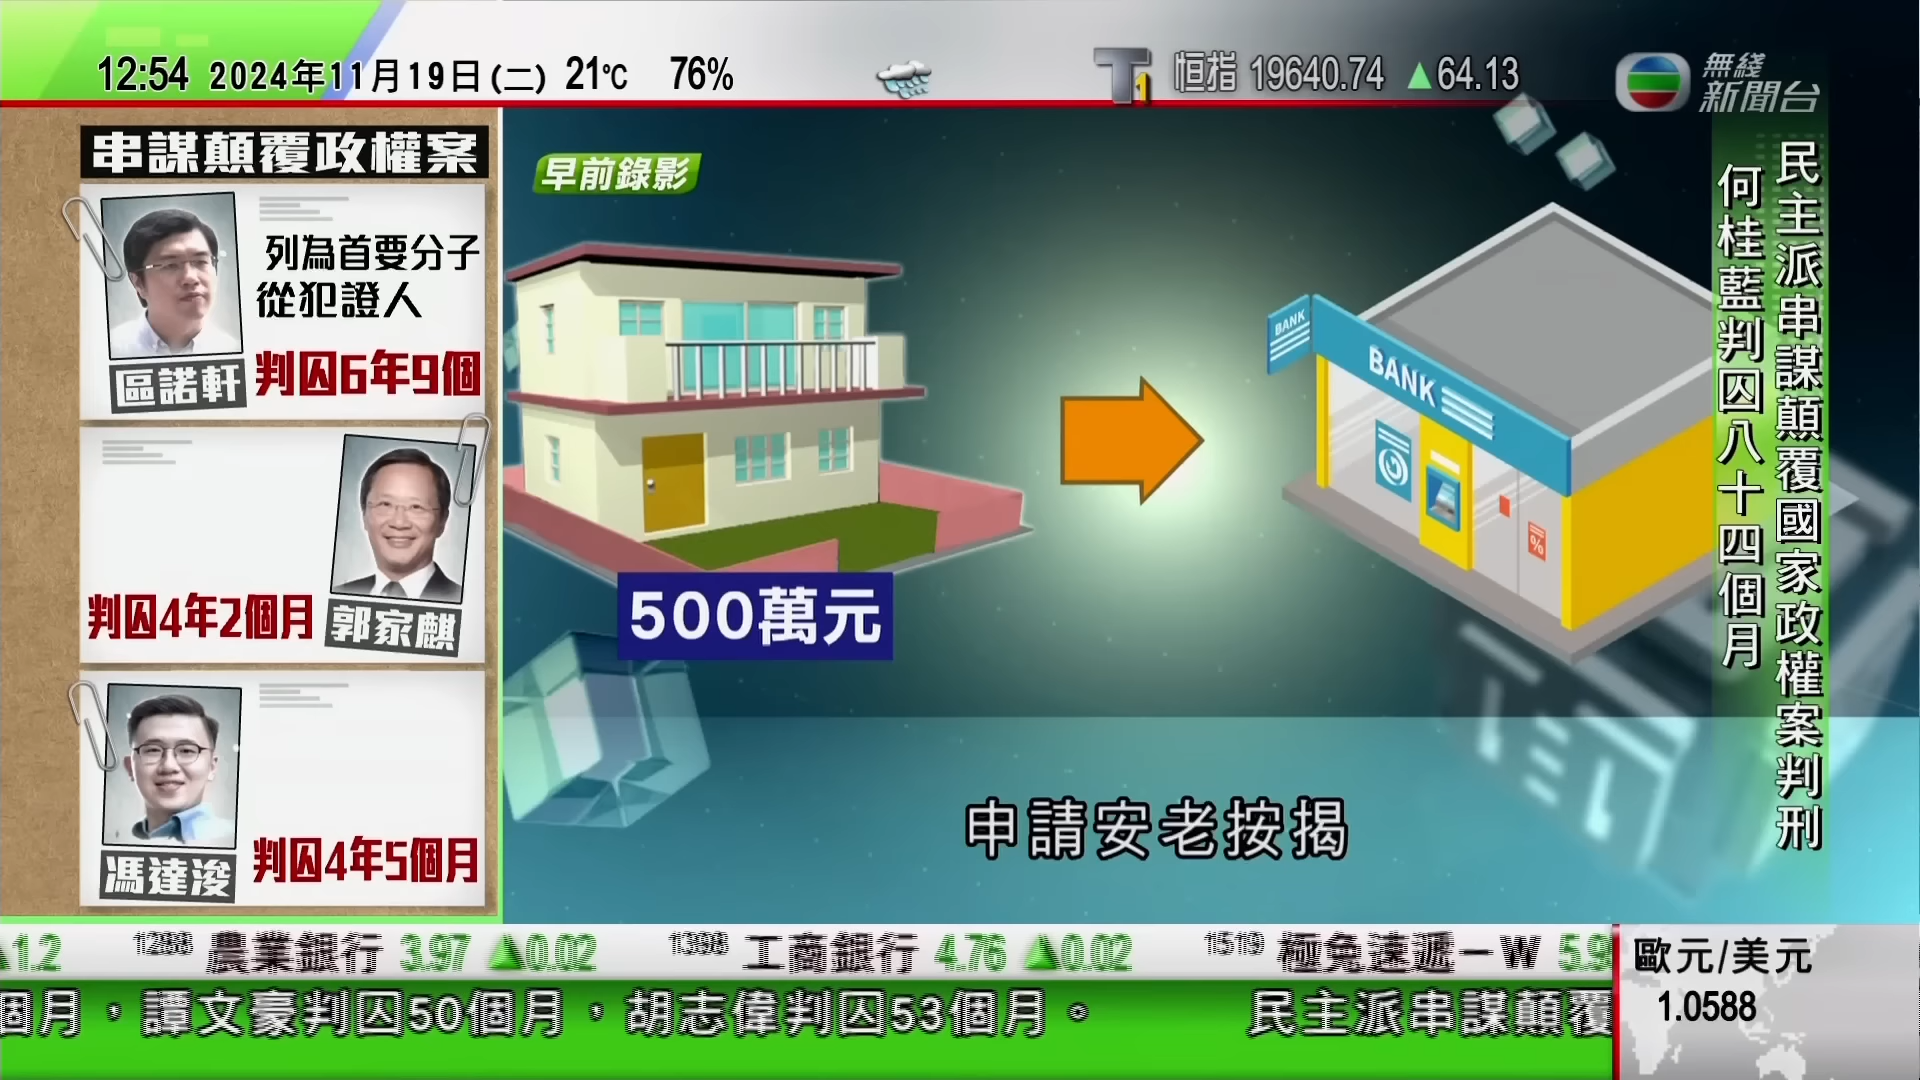 12:54 2024年11月19日(二) 21℃ 76%
T1 恒指 19640.74 ▲64.13
無綫
新聞台
串謀顛覆政權案
列為首要分子
從犯證人
判囚6年9個
區諾軒
判囚4年2個月
郭家麒
判囚4年5個月
馮達浚
早前錄影
BANK
BANK
%
500萬元
申請安老按揭
民主派串謀顛覆國家政權案判刑
何桂藍判囚八十四個月
▲1.2 1288 農業銀行 3.97 ▲0.02 1398 工商銀行 4.76 ▲0.02 1519 極兔速遞－W 5.9
個月，譚文豪判囚50個月，胡志偉判囚53個月。 民主派串謀顛覆
歐元/美元
1.0588